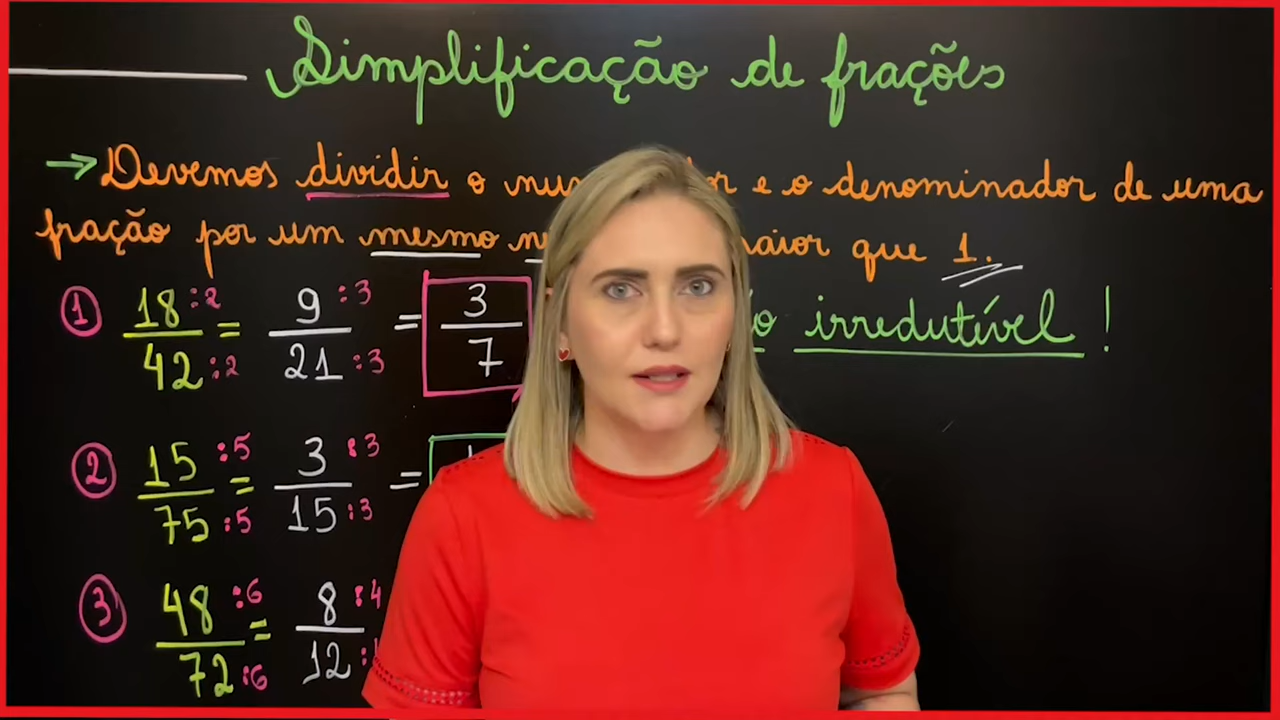 Simplificação de frações
→ Devemos dividir o e o denominador de uma
fração por um mesmo que 1.
irredutível !
1 18 :2 = 9 :3 = 3
42 :2 21 :3 7
2 15 :5 = 3 :3 =
75 :5 15 :3
3 48 :6 = 8 :4
72 :6 12 :